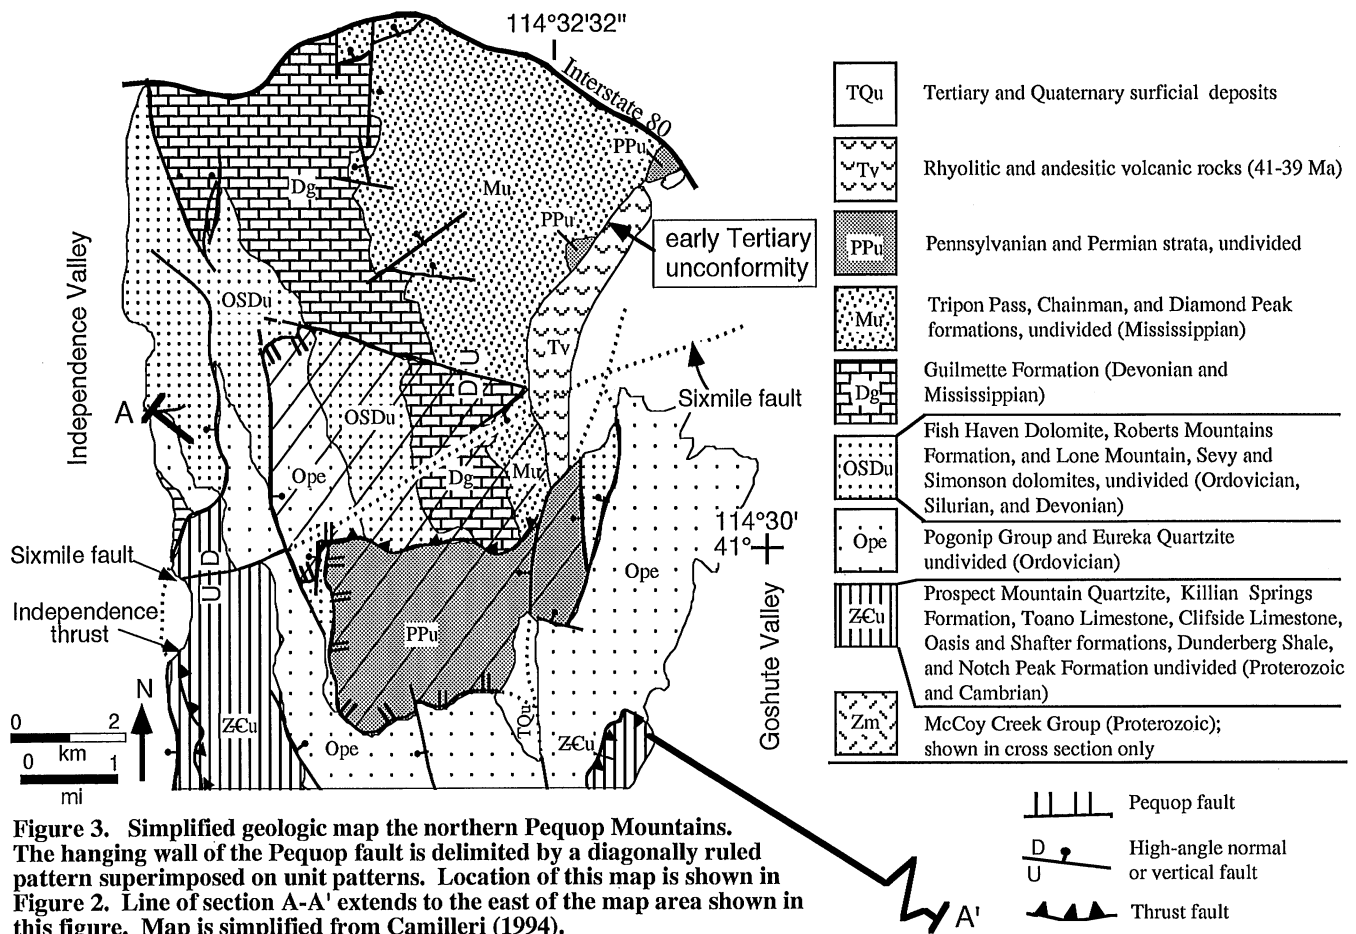 114°32'32"
Interstate 80
PPu
Dg
Mu
PPu
early Tertiary
unconformity
Independence Valley
OSDu
Tv
D
U
Sixmile fault
A
OSDu
Ope
Dg
Mu
114°30'
41°
Sixmile fault
U
D
Ope
Independence
thrust
PPu
Goshute Valley
N
0 2
km
0 1
mi
Z-Cu
Ope
TQu
Z-Cu
A'
TQu
Tertiary and Quaternary surficial deposits
Tv
Rhyolitic and andesitic volcanic rocks (41-39 Ma)
PPu
Pennsylvanian and Permian strata, undivided
Mu
Tripon Pass, Chainman, and Diamond Peak
formations, undivided (Mississippian)
Dg
Guilmette Formation (Devonian and
Mississippian)
OSDu
Fish Haven Dolomite, Roberts Mountains
Formation, and Lone Mountain, Sevy and
Simonson dolomites, undivided (Ordovician,
Silurian, and Devonian)
Ope
Pogonip Group and Eureka Quartzite
undivided (Ordovician)
Z-Cu
Prospect Mountain Quartzite, Killian Springs
Formation, Toano Limestone, Clifside Limestone,
Oasis and Shafter formations, Dunderberg Shale,
and Notch Peak Formation undivided (Proterozoic
and Cambrian)
Zm
McCoy Creek Group (Proterozoic);
shown in cross section only
Pequop fault
D
U
High-angle normal
or vertical fault
Thrust fault
Figure 3. Simplified geologic map the northern Pequop Mountains.
The hanging wall of the Pequop fault is delimited by a diagonally ruled
pattern superimposed on unit patterns. Location of this map is shown in
Figure 2. Line of section A-A' extends to the east of the map area shown in
this figure. Map is simplified from Camilleri (1994).